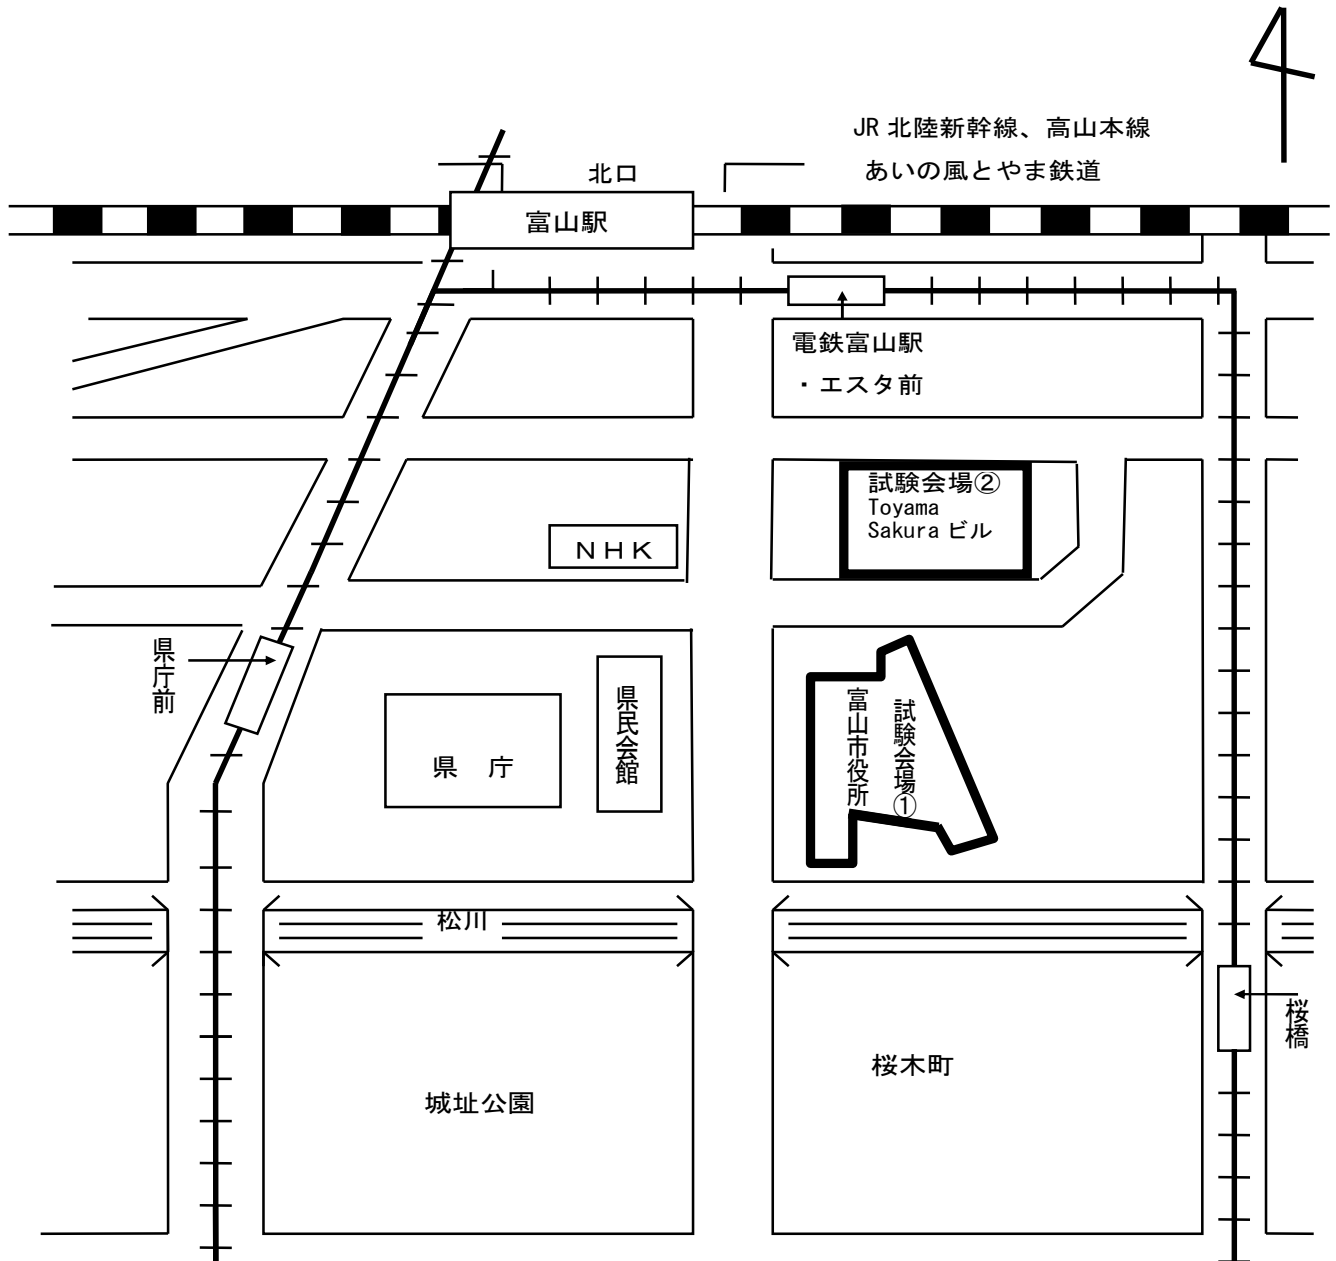 JR 北陸新幹線、高山本線
あいの風とやま鉄道
北口
富山駅
電鉄富山駅
・エスタ前
試験会場②
Toyama
Sakura ビル
ＮＨＫ
県庁前
県民会館
県　庁
富山市役所
試験会場①
松川
桜橋
桜木町
城址公園